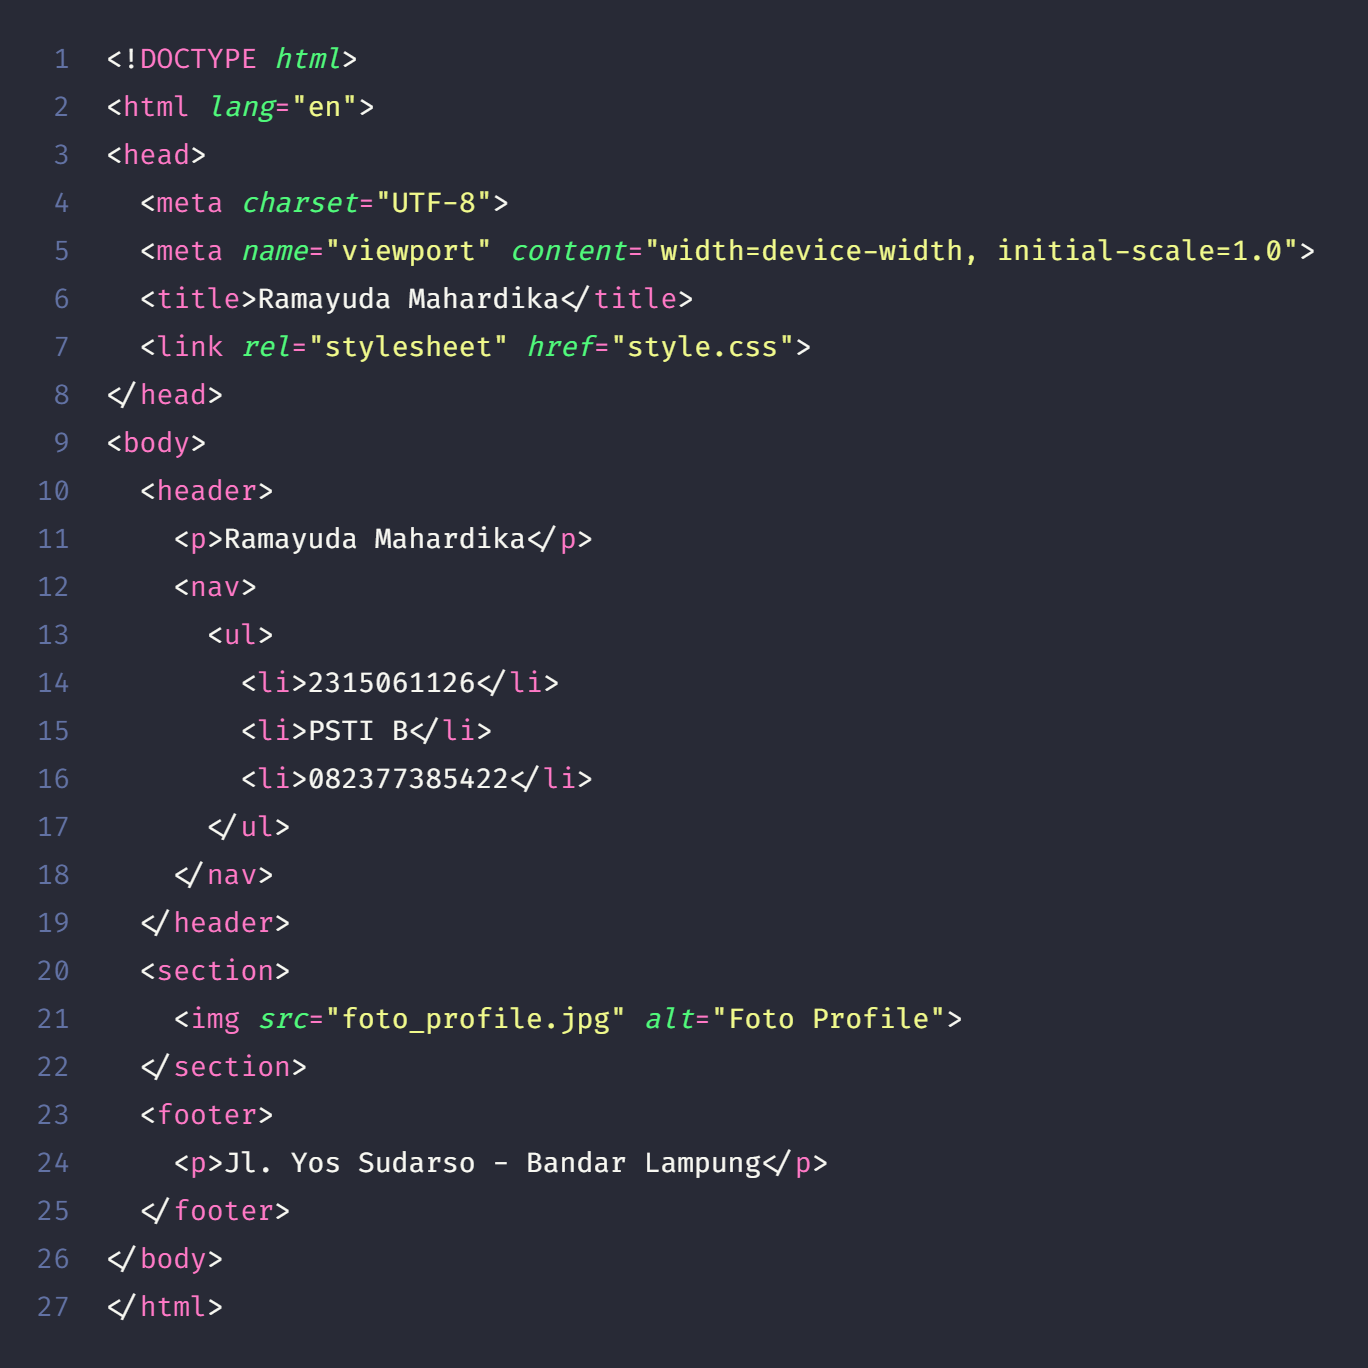 1 <!DOCTYPE html>
2 <html lang="en">
3 <head>
4   <meta charset="UTF-8">
5   <meta name="viewport" content="width=device-width, initial-scale=1.0">
6   <title>Ramayuda Mahardika</title>
7   <link rel="stylesheet" href="style.css">
8 </head>
9 <body>
10   <header>
11     <p>Ramayuda Mahardika</p>
12     <nav>
13       <ul>
14         <li>2315061126</li>
15         <li>PSTI B</li>
16         <li>082377385422</li>
17       </ul>
18     </nav>
19   </header>
20   <section>
21     <img src="foto_profile.jpg" alt="Foto Profile">
22   </section>
23   <footer>
24     <p>Jl. Yos Sudarso - Bandar Lampung</p>
25   </footer>
26 </body>
27 </html>